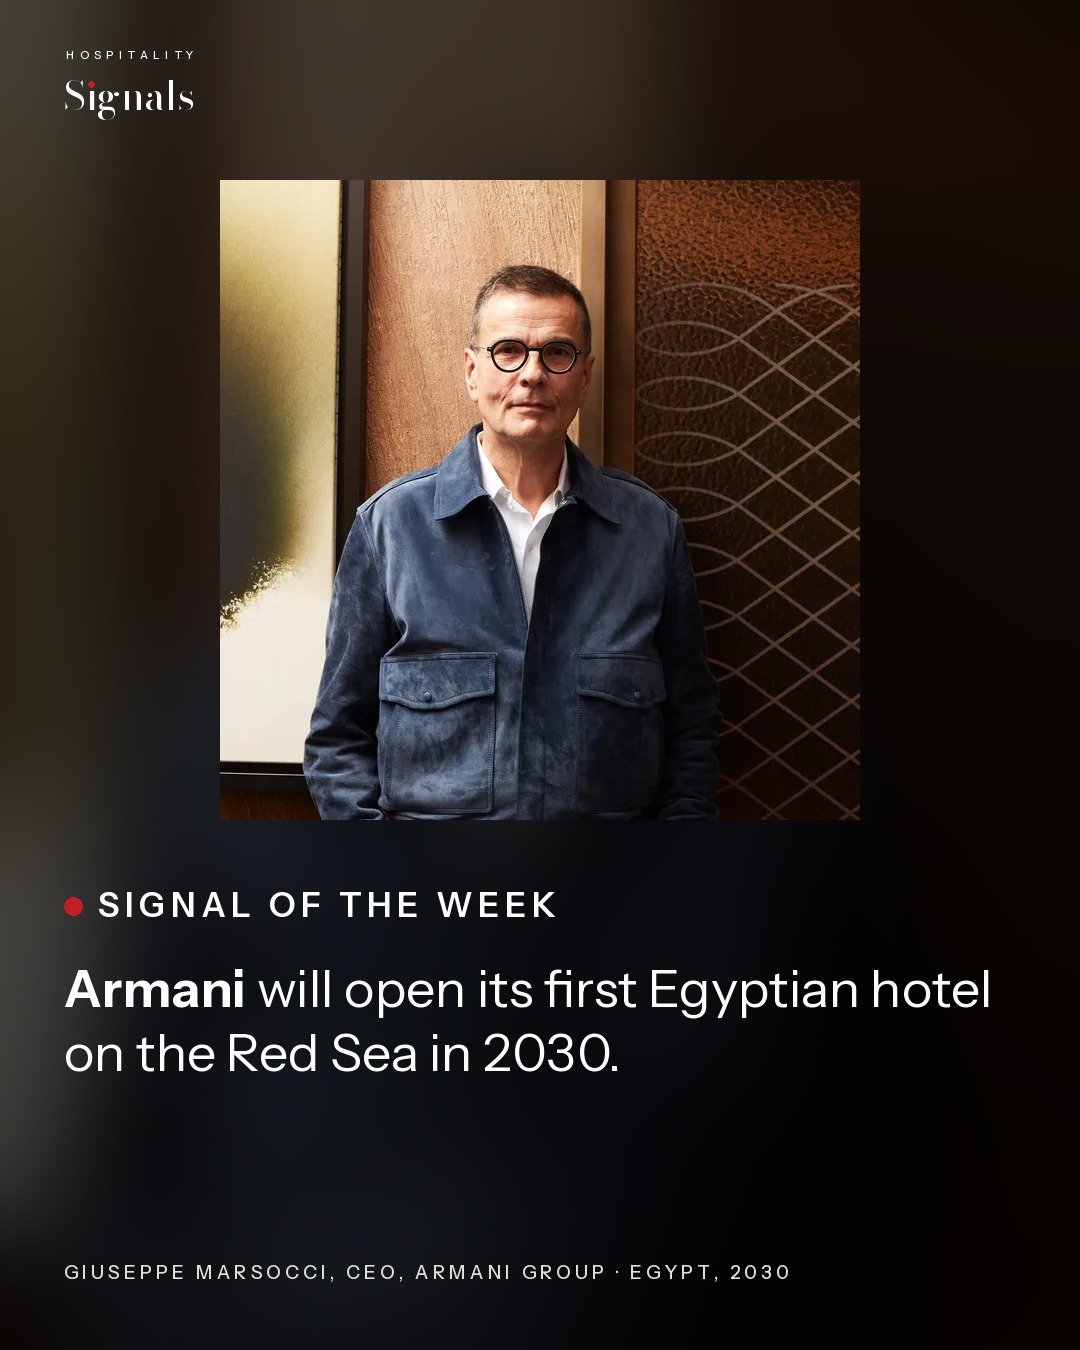 HOSPITALITY
Signals
SIGNAL OF THE WEEK
Armani will open its first Egyptian hotel
on the Red Sea in 2030.
GIUSEPPE MARSOCCI, CEO, ARMANI GROUP · EGYPT, 2030